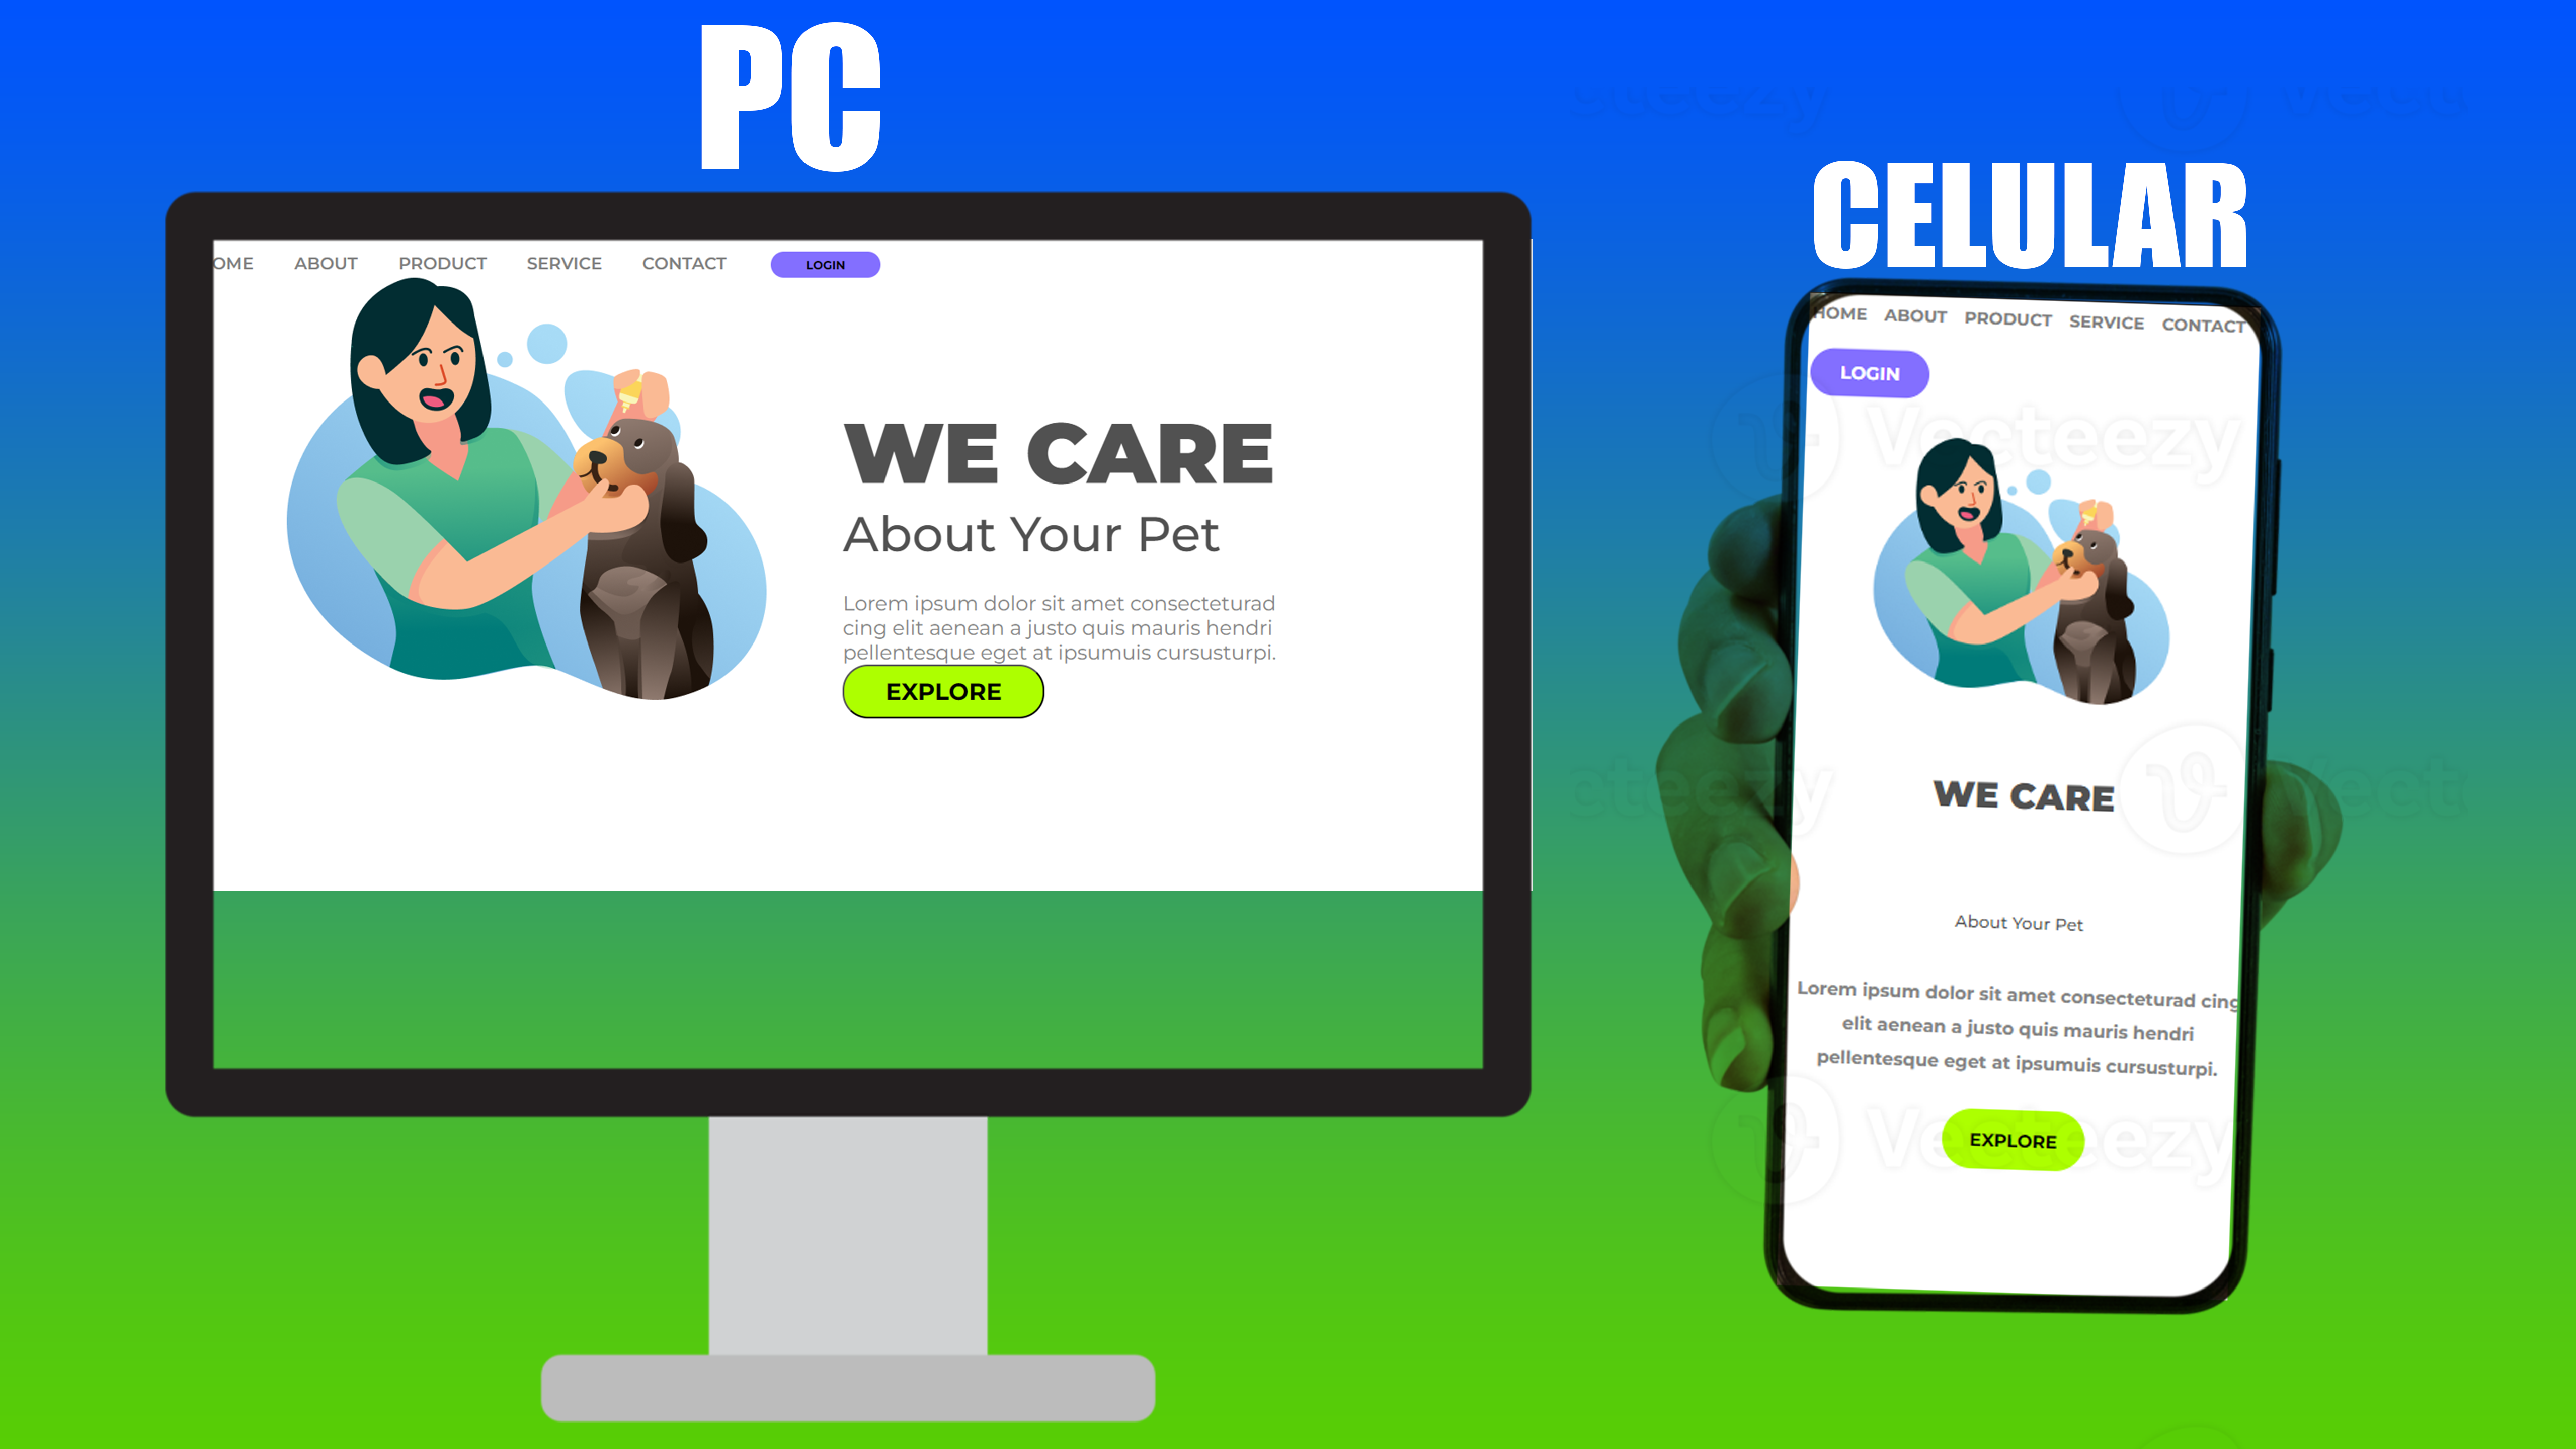 PC
OME ABOUT PRODUCT SERVICE CONTACT LOGIN
WE CARE
About Your Pet
Lorem ipsum dolor sit amet consecteturad
cing elit aenean a justo quis mauris hendri
pellentesque eget at ipsumuis cursusturpi.
EXPLORE
CELULAR
HOME ABOUT PRODUCT SERVICE CONTACT
LOGIN
Vecteezy
WE CARE
About Your Pet
Lorem ipsum dolor sit amet consecteturad cing
elit aenean a justo quis mauris hendri
pellentesque eget at ipsumuis cursusturpi.
Vecteezy
EXPLORE